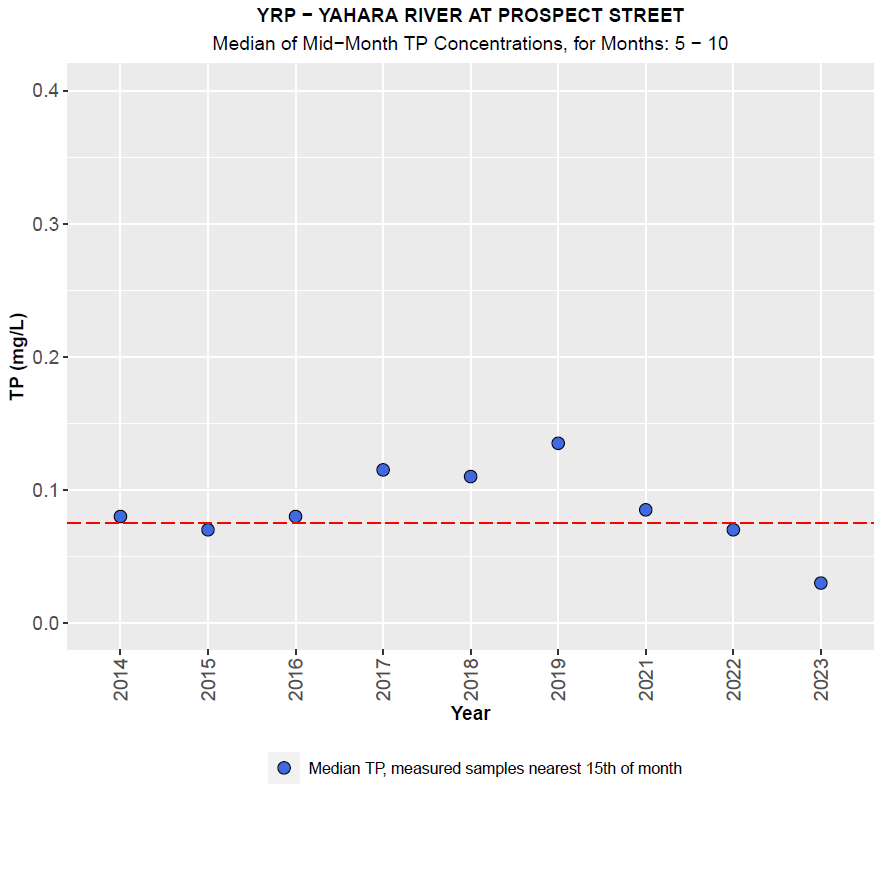 YRP − YAHARA RIVER AT PROSPECT STREET
Median of Mid−Month TP Concentrations, for Months: 5 − 10
TP (mg/L)
0.4
0.3
0.2
0.1
0.0
2014
2015
2016
2017
2018
2019
2021
2022
2023
Year
Median TP, measured samples nearest 15th of month